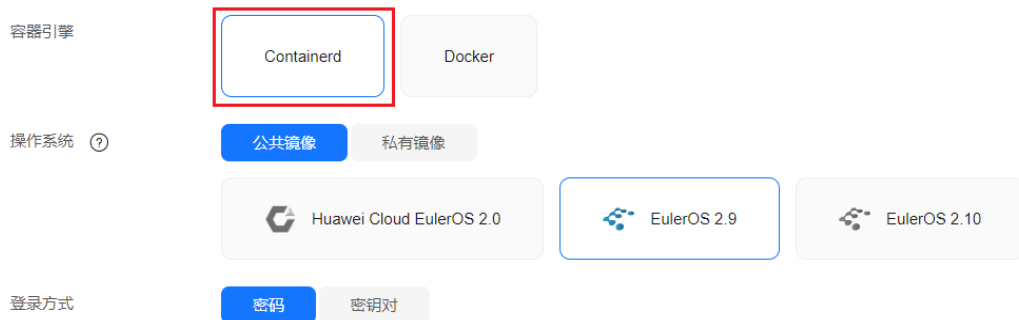 容器引擎
Containerd
Docker
操作系统 ?
公共镜像
私有镜像
Huawei Cloud EulerOS 2.0
EulerOS 2.9
EulerOS 2.10
登录方式
密码
密钥对